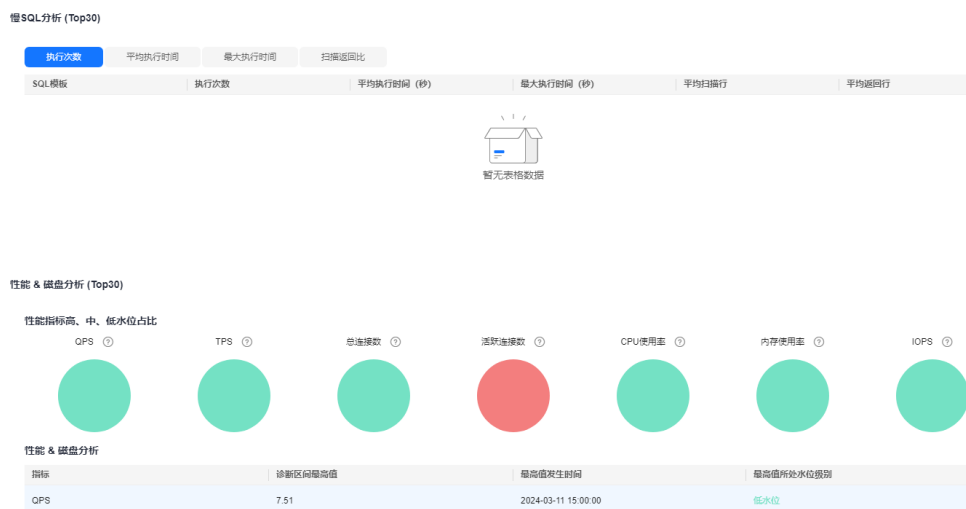 慢SQL分析 (Top30)
执行次数 平均执行时间 最大执行时间 扫描返回比
SQL模板 执行次数 平均执行时间（秒） 最大执行时间（秒） 平均扫描行 平均返回行
暂无表格数据
性能 & 磁盘分析 (Top30)
性能指标高、中、低水位占比
QPS ? TPS ? 总连接数 ? 活跃连接数 ? CPU使用率 ? 内存使用率 ? IOPS ?
性能 & 磁盘分析
指标 诊断区间最高值 最高值发生时间 最高值所处水位级别
QPS 7.51 2024-03-11 15:00:00 低水位